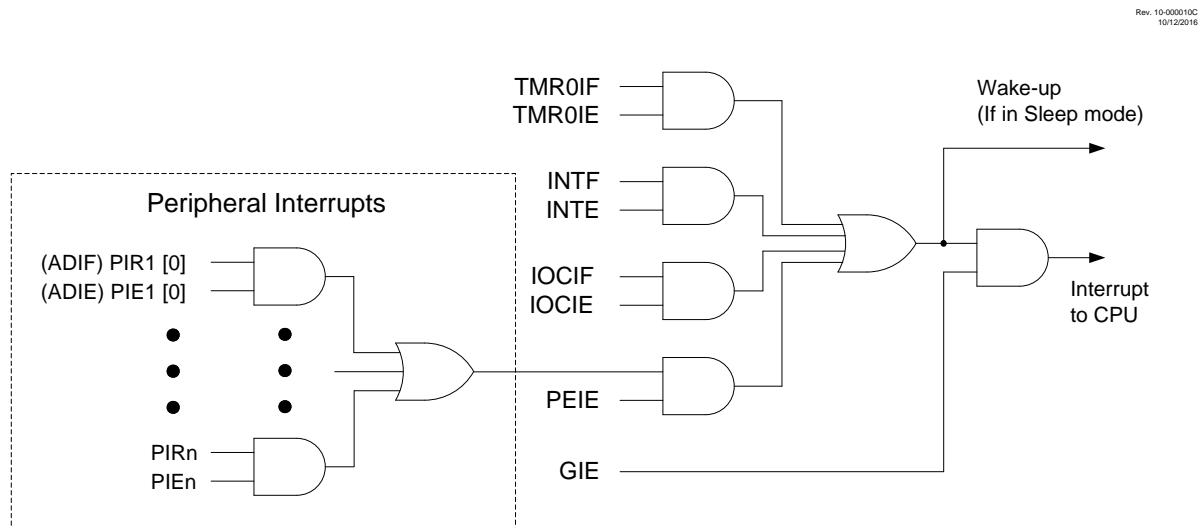 Rev. 10-000010C
10/12/2016
TMR0IF
TMR0IE
Wake-up
(If in Sleep mode)
INTF
INTE
Peripheral Interrupts
(ADIF) PIR1 [0]
(ADIE) PIE1 [0]
IOCIF
IOCIE
Interrupt
to CPU
PEIE
PIRn
PIEn
GIE